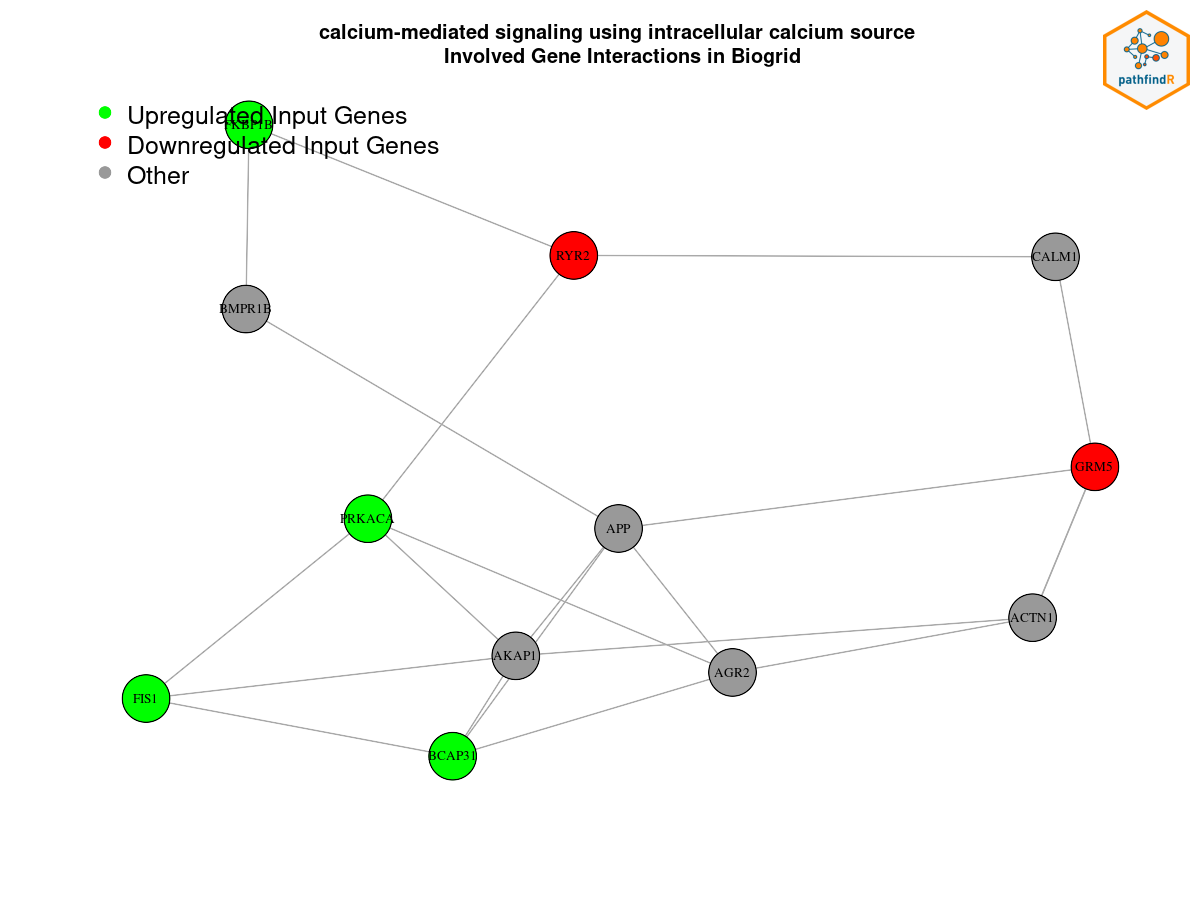 calcium-mediated signaling using intracellular calcium source
Involved Gene Interactions in Biogrid
pathfindR
Upregulated Input Genes
FKBP1B
Downregulated Input Genes
Other
RYR2
CALM1
BMPR1B
GRM5
PRKACA
APP
ACTN1
AKAP1
AGR2
FIS1
BCAP31